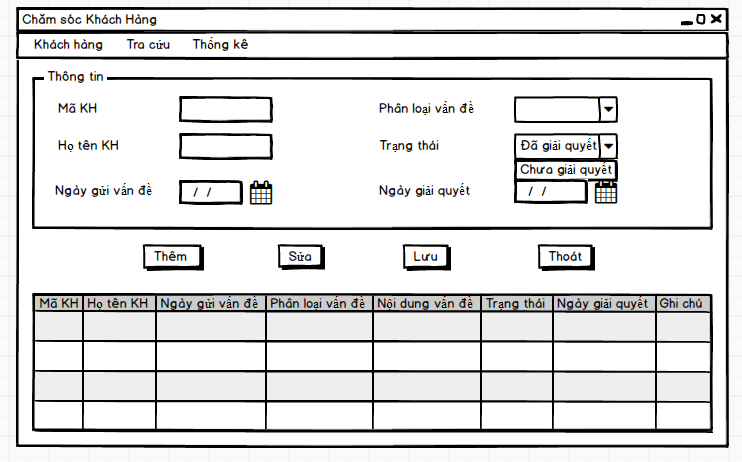 Chăm sóc Khách Hàng
Khách hàng Tra cứu Thống kê
Thông tin
Mã KH Phân loại vấn đề
Họ tên KH Trạng thái Đã giải quyết
Chưa giải quyết
Ngày gửi vấn đề / / Ngày giải quyết / /
Thêm Sửa Lưu Thoát
Mã KH Họ tên KH Ngày gửi vấn đề Phân loại vấn đề Nội dung vấn đề Trạng thái Ngày giải quyết Ghi chú